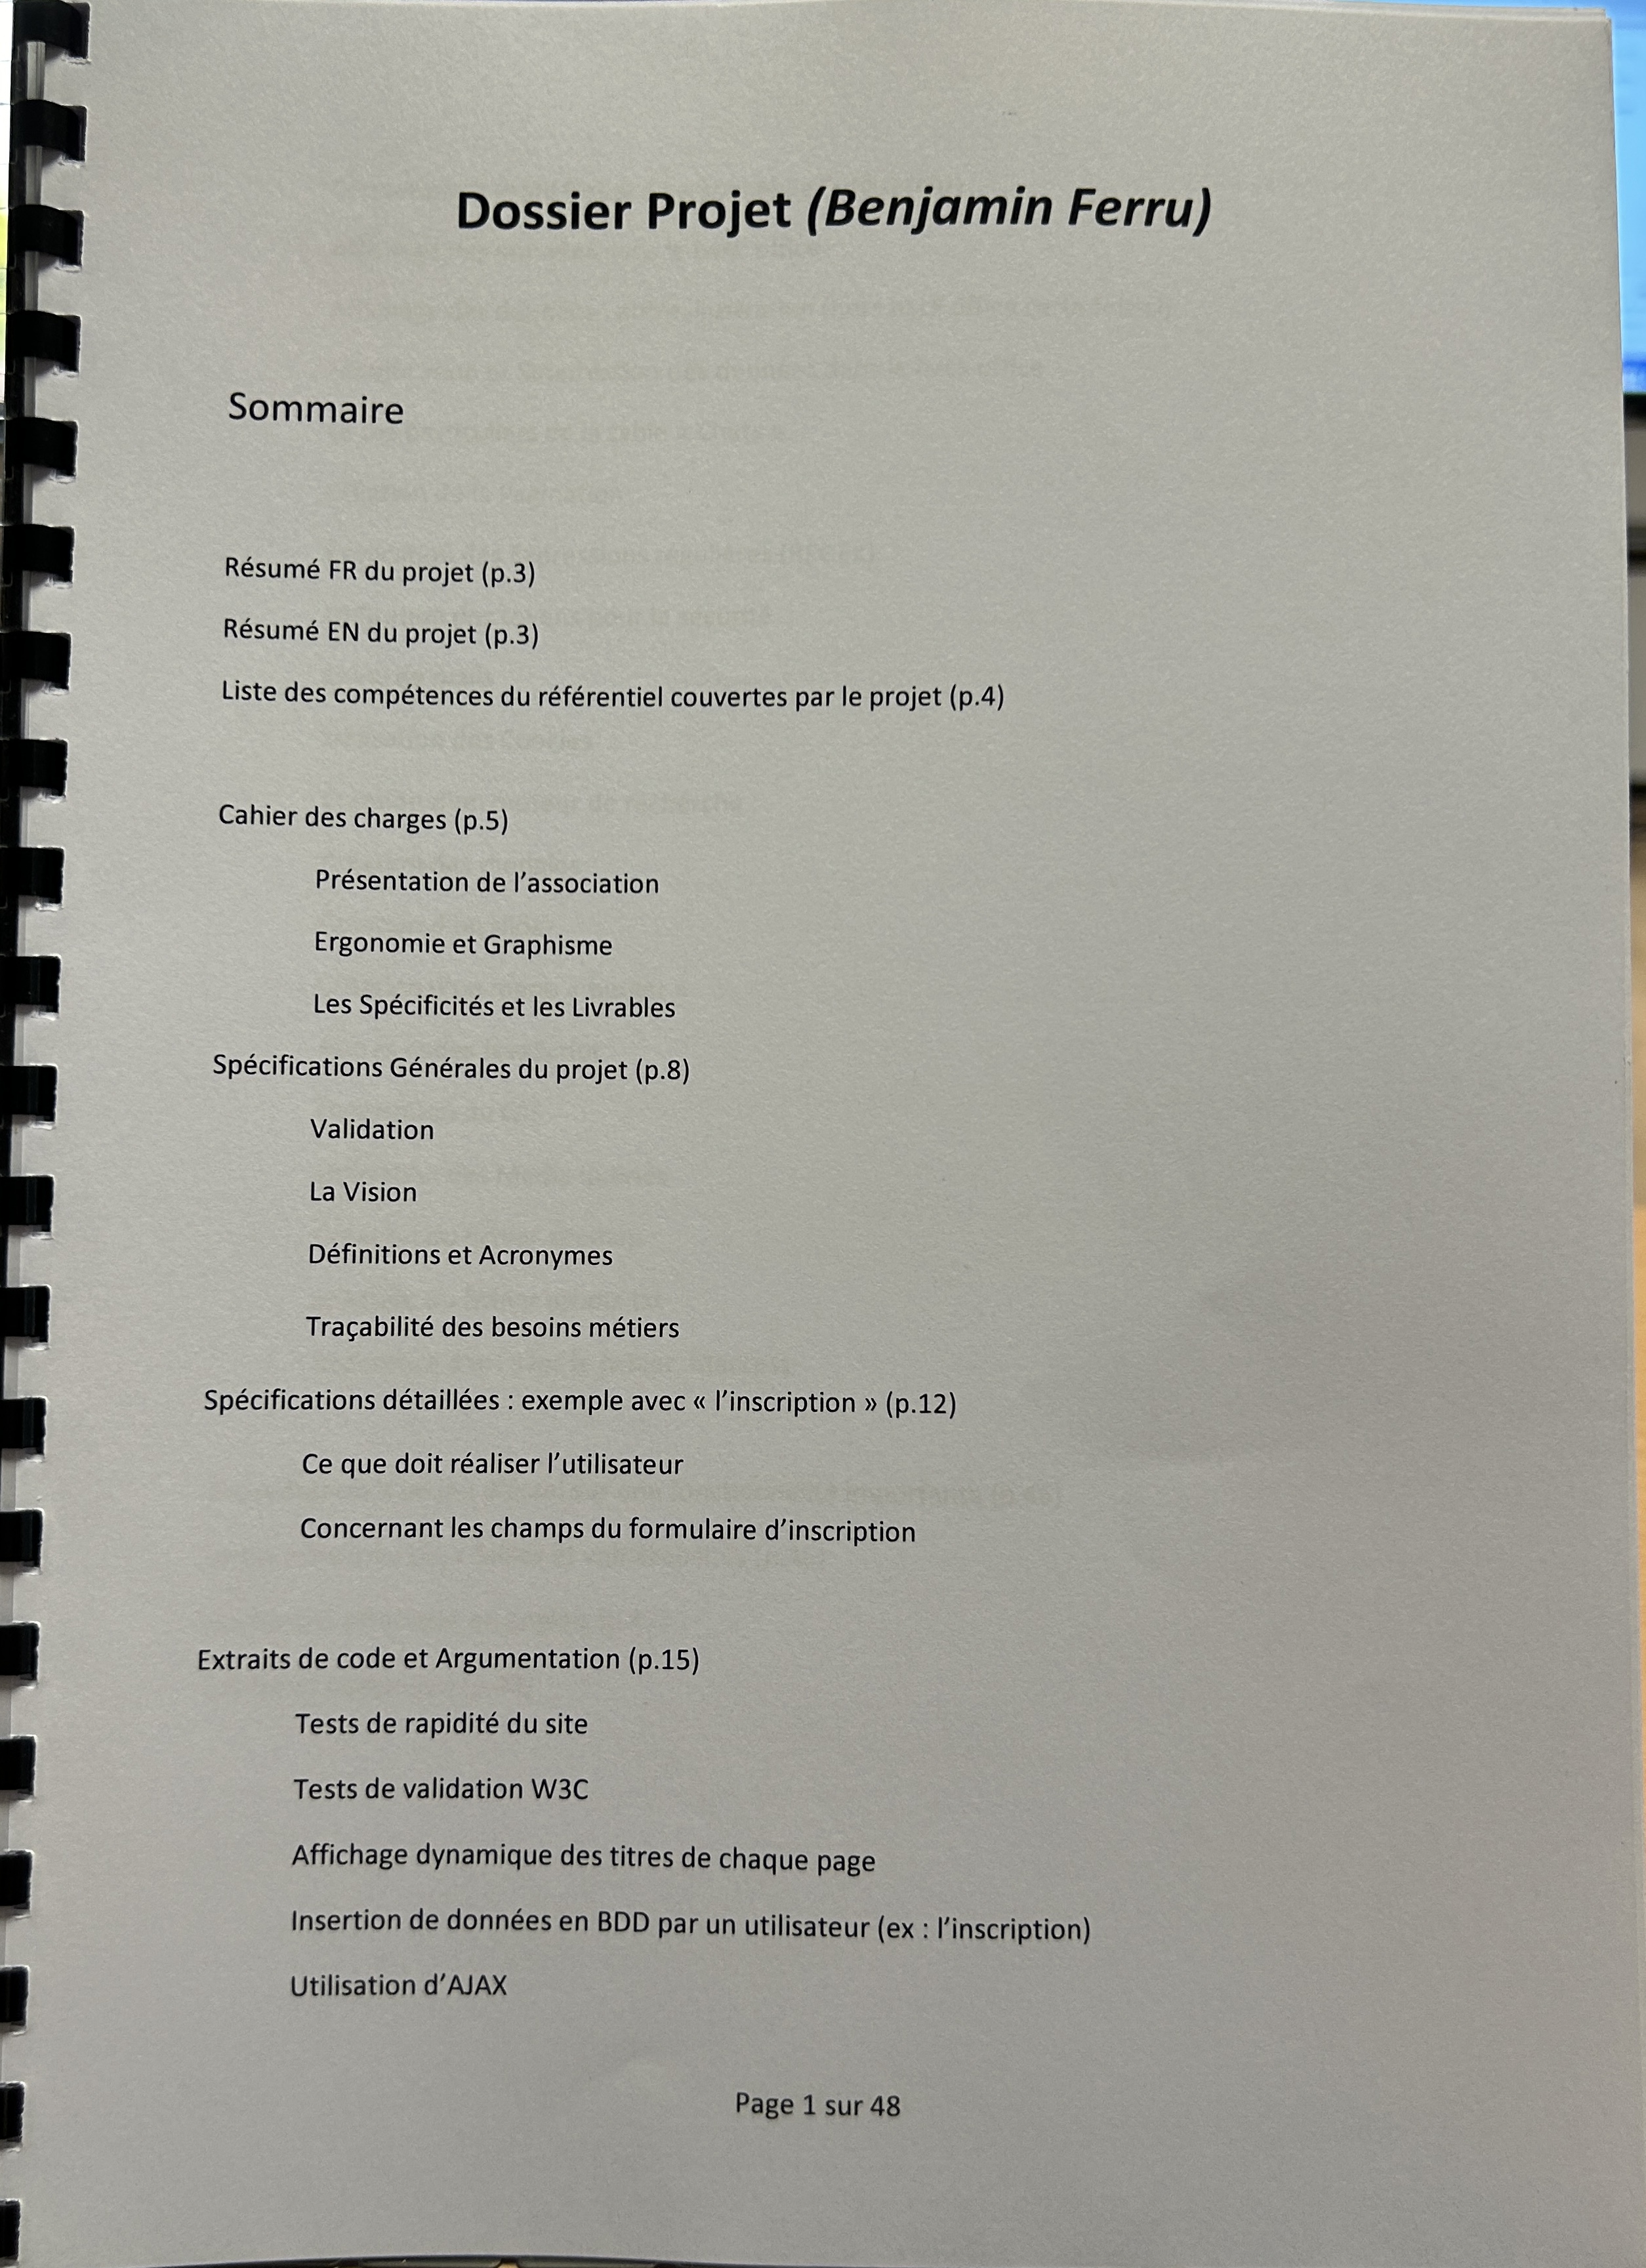 Dossier Projet (Benjamin Ferru)
Sommaire
Résumé FR du projet (p.3)
Résumé EN du projet (p.3)
Liste des compétences du référentiel couvertes par le projet (p.4)
Cahier des charges (p.5)
Présentation de l’association
Ergonomie et Graphisme
Les Spécificités et les Livrables
Spécifications Générales du projet (p.8)
Validation
La Vision
Définitions et Acronymes
Traçabilité des besoins métiers
Spécifications détaillées : exemple avec « l’inscription » (p.12)
Ce que doit réaliser l’utilisateur
Concernant les champs du formulaire d’inscription
Extraits de code et Argumentation (p.15)
Tests de rapidité du site
Tests de validation W3C
Affichage dynamique des titres de chaque page
Insertion de données en BDD par un utilisateur (ex : l’inscription)
Utilisation d’AJAX
Page 1 sur 48